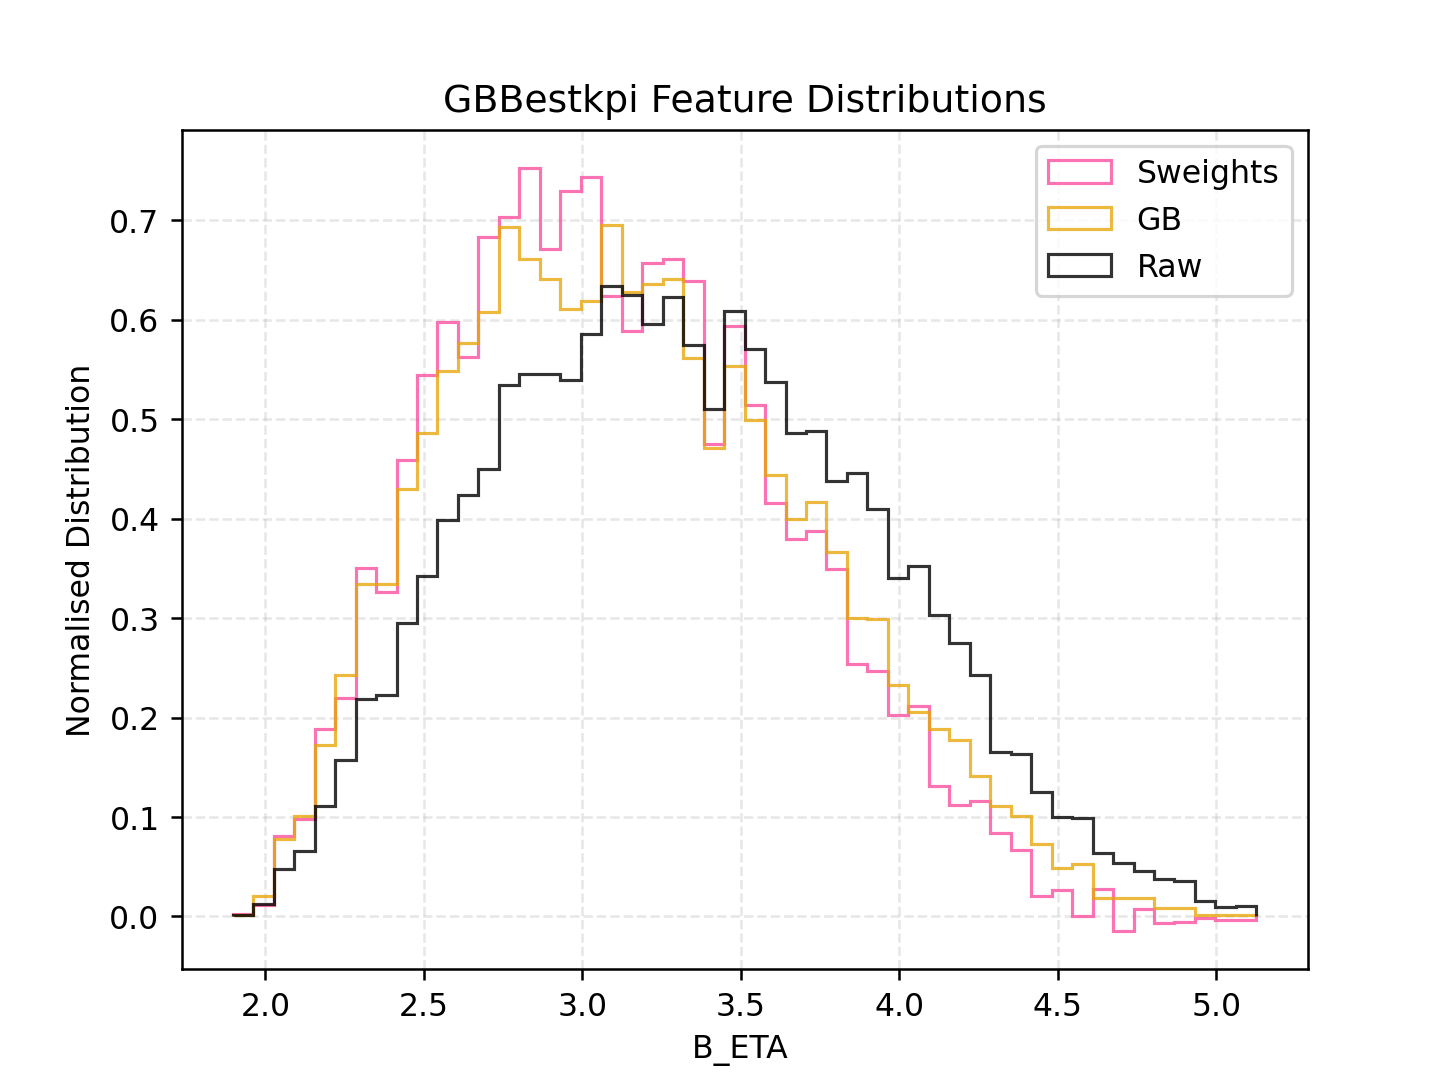 GBBestkpi Feature Distributions
Sweights
GB
Raw
Normalised Distribution
0.7
0.6
0.5
0.4
0.3
0.2
0.1
0.0
2.0 2.5 3.0 3.5 4.0 4.5 5.0
B_ETA